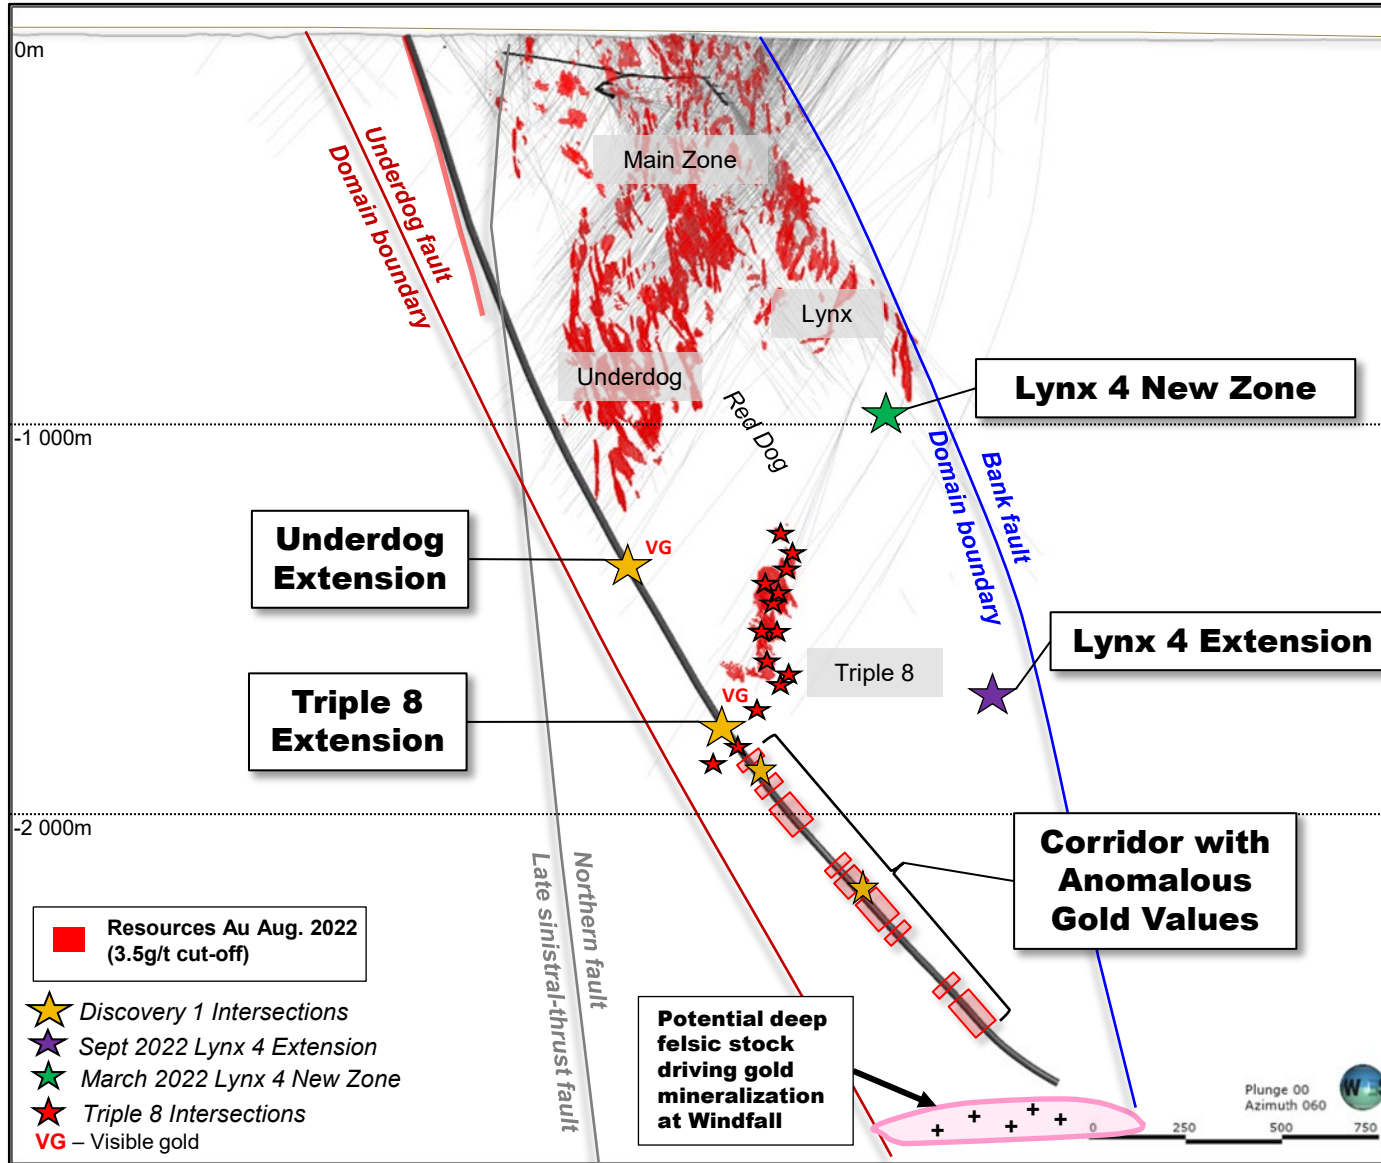 0m
Underdog fault
Domain boundary
Main Zone
Lynx
Underdog
Red Dog
Lynx 4 New Zone
-1 000m
Bank fault
Domain boundary
Underdog
Extension
VG
Lynx 4 Extension
Triple 8
Triple 8
Extension
VG
-2 000m
Corridor with
Anomalous
Gold Values
Northern fault
Late sinistral-thrust fault
Resources Au Aug. 2022
(3.5g/t cut-off)
Discovery 1 Intersections
Sept 2022 Lynx 4 Extension
March 2022 Lynx 4 New Zone
Triple 8 Intersections
VG – Visible gold
Potential deep
felsic stock
driving gold
mineralization
at Windfall
Plunge 00
Azimuth 060
W
S
0 250 500 750